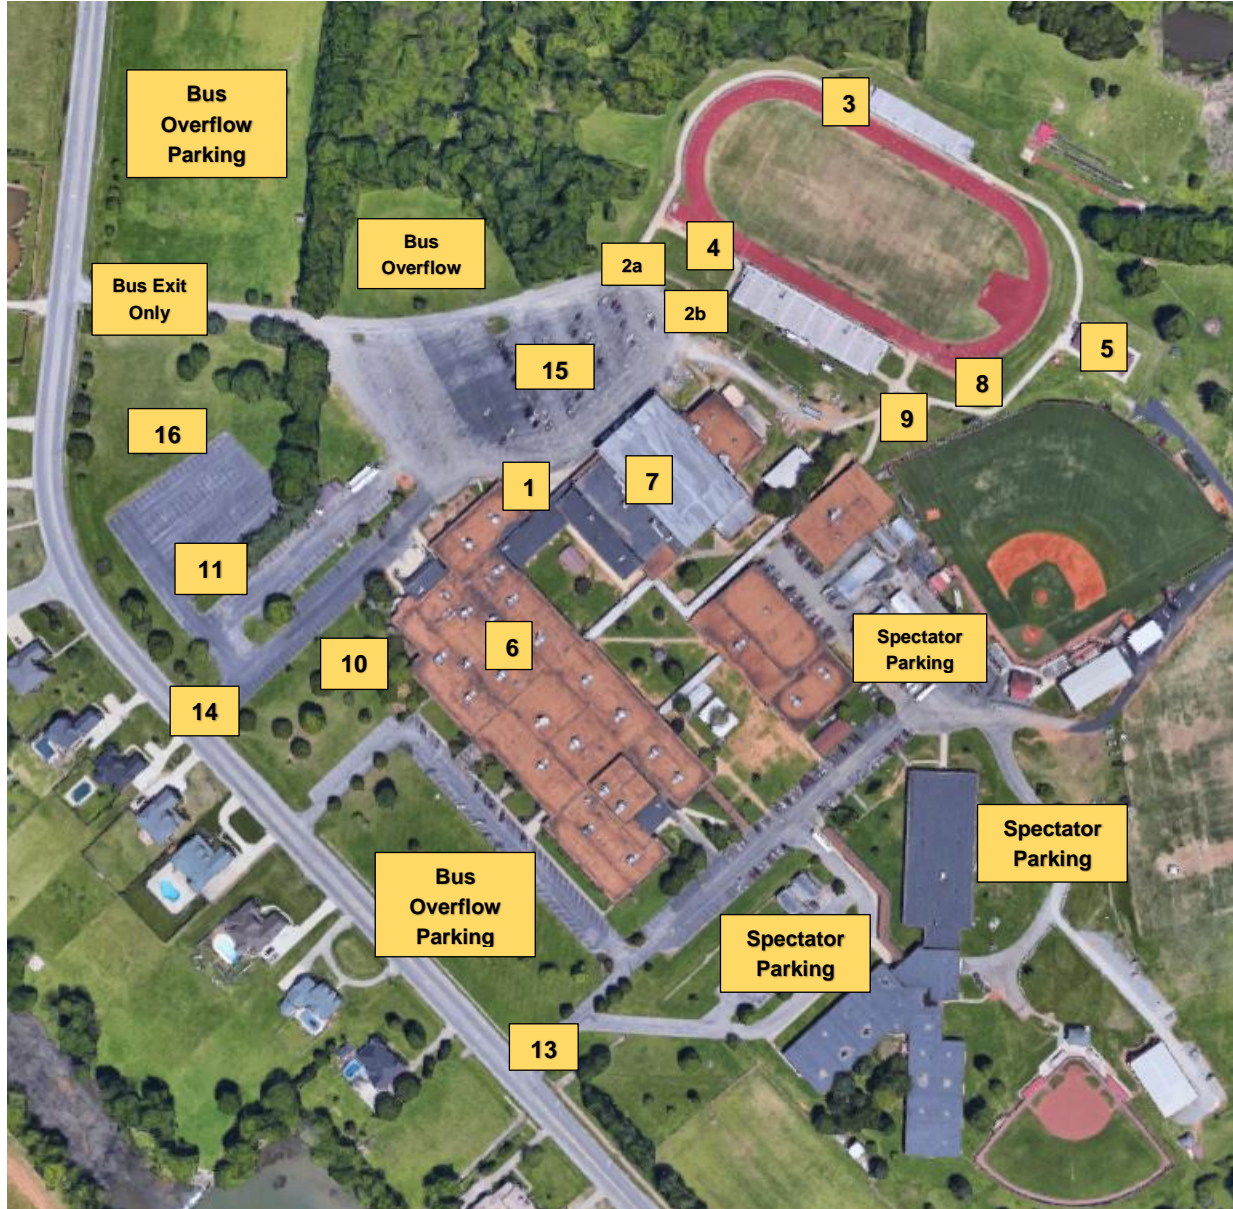 Bus
Overflow
Parking
3
Bus
Overflow
2a
4
Bus Exit
Only
2b
5
15
8
9
16
1
7
11
6
10
Spectator
Parking
14
Spectator
Parking
Bus
Overflow
Parking
Spectator
Parking
13